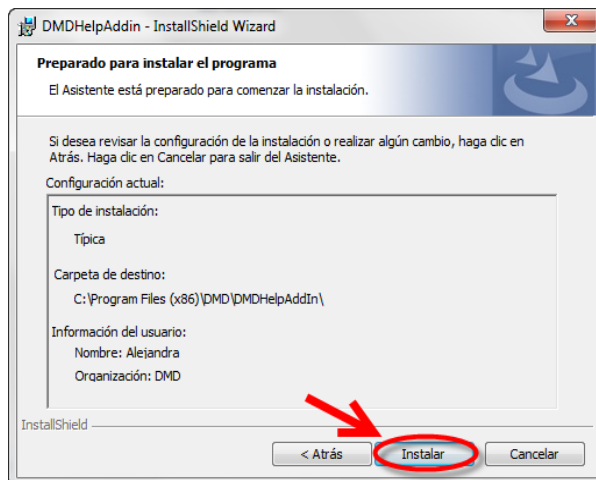 DMDHelpAddin - InstallShield Wizard
Preparado para instalar el programa
El Asistente está preparado para comenzar la instalación.
Si desea revisar la configuración de la instalación o realizar algún cambio, haga clic en
Atrás. Haga clic en Cancelar para salir del Asistente.
Configuración actual:
Tipo de instalación:
Típica
Carpeta de destino:
C:\Program Files (x86)\DMD\DMDHelpAddIn\
Información del usuario:
Nombre: Alejandra
Organización: DMD
InstallShield
< Atrás Instalar Cancelar